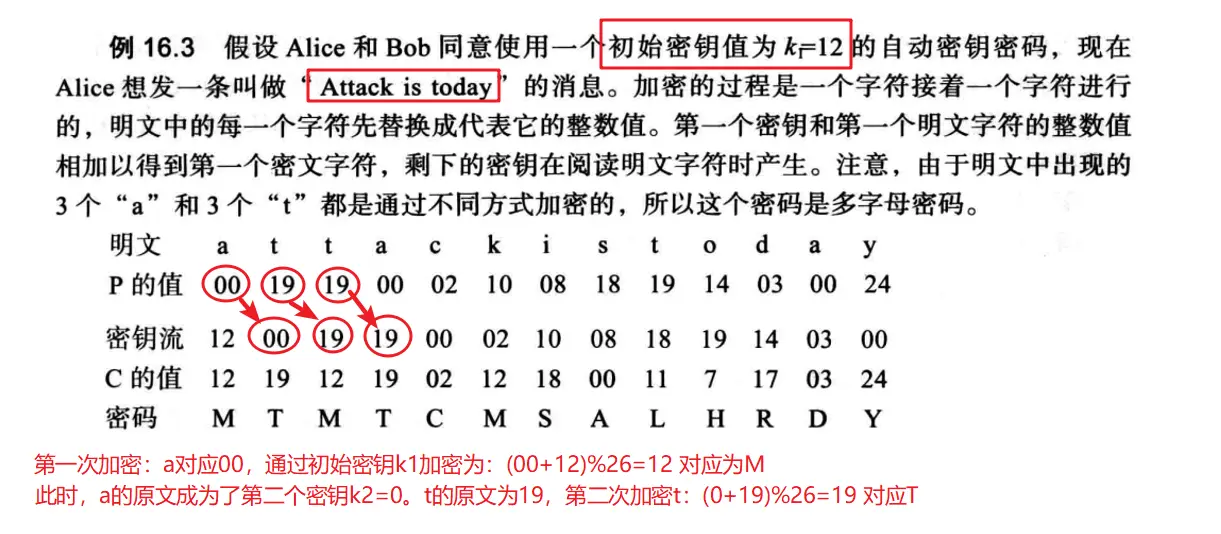 例 16.3 假设 Alice 和 Bob 同意使用一个初始密钥值为 k₁=12 的自动密钥密码，现在
Alice 想发一条叫做“Attack is today”的消息。加密的过程是一个字符接着一个字符进行
的，明文中的每一个字符先替换成代表它的整数值。第一个密钥和第一个明文字符的整数值
相加以得到第一个密文字符，剩下的密钥在阅读明文字符时产生。注意，由于明文中出现的
3 个“a”和 3 个“t”都是通过不同方式加密的，所以这个密码是多字母密码。
明文 a t t a c k i s t o d a y
P 的值 00 19 19 00 02 10 08 18 19 14 03 00 24
密钥流 12 00 19 19 00 02 10 08 18 19 14 03 00
C 的值 12 19 12 19 02 12 18 00 11 7 17 03 24
密码 M T M T C M S A L H R D Y
第一次加密：a对应00，通过初始密钥k1加密为：(00+12)%26=12 对应为M
此时，a的原文成为了第二个密钥k2=0。t的原文为19，第二次加密t：(0+19)%26=19 对应T